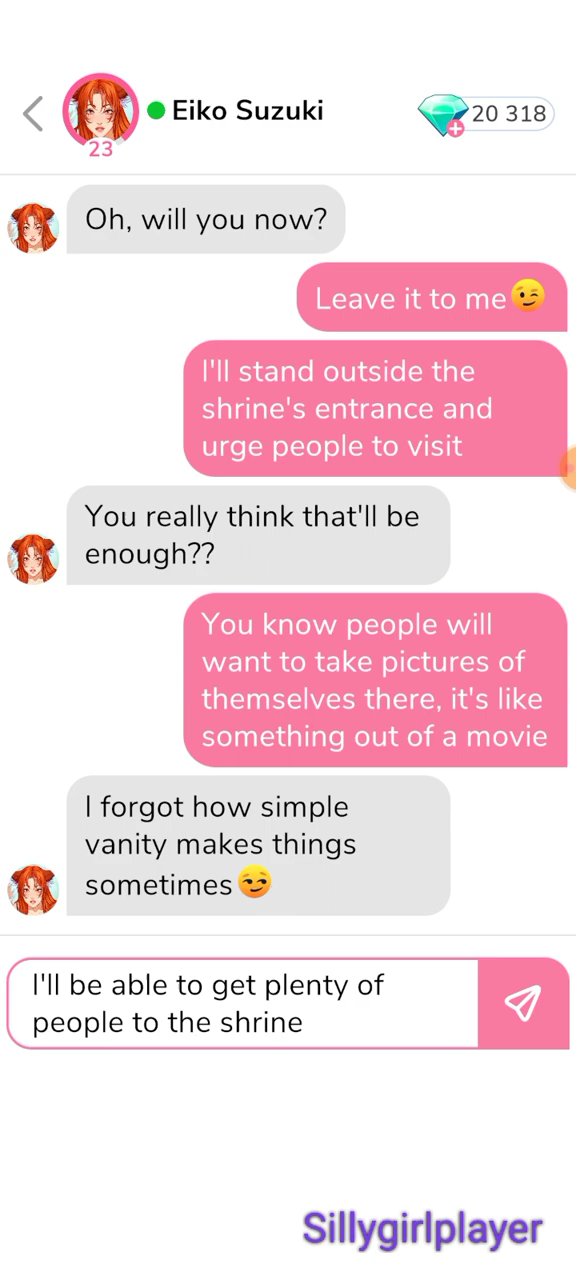 Eiko Suzuki
20 318
23
Oh, will you now?
Leave it to me😉
I'll stand outside the
shrine's entrance and
urge people to visit
You really think that'll be
enough??
You know people will
want to take pictures of
themselves there, it's like
something out of a movie
I forgot how simple
vanity makes things
sometimes😏
I'll be able to get plenty of
people to the shrine
Sillygirlplayer